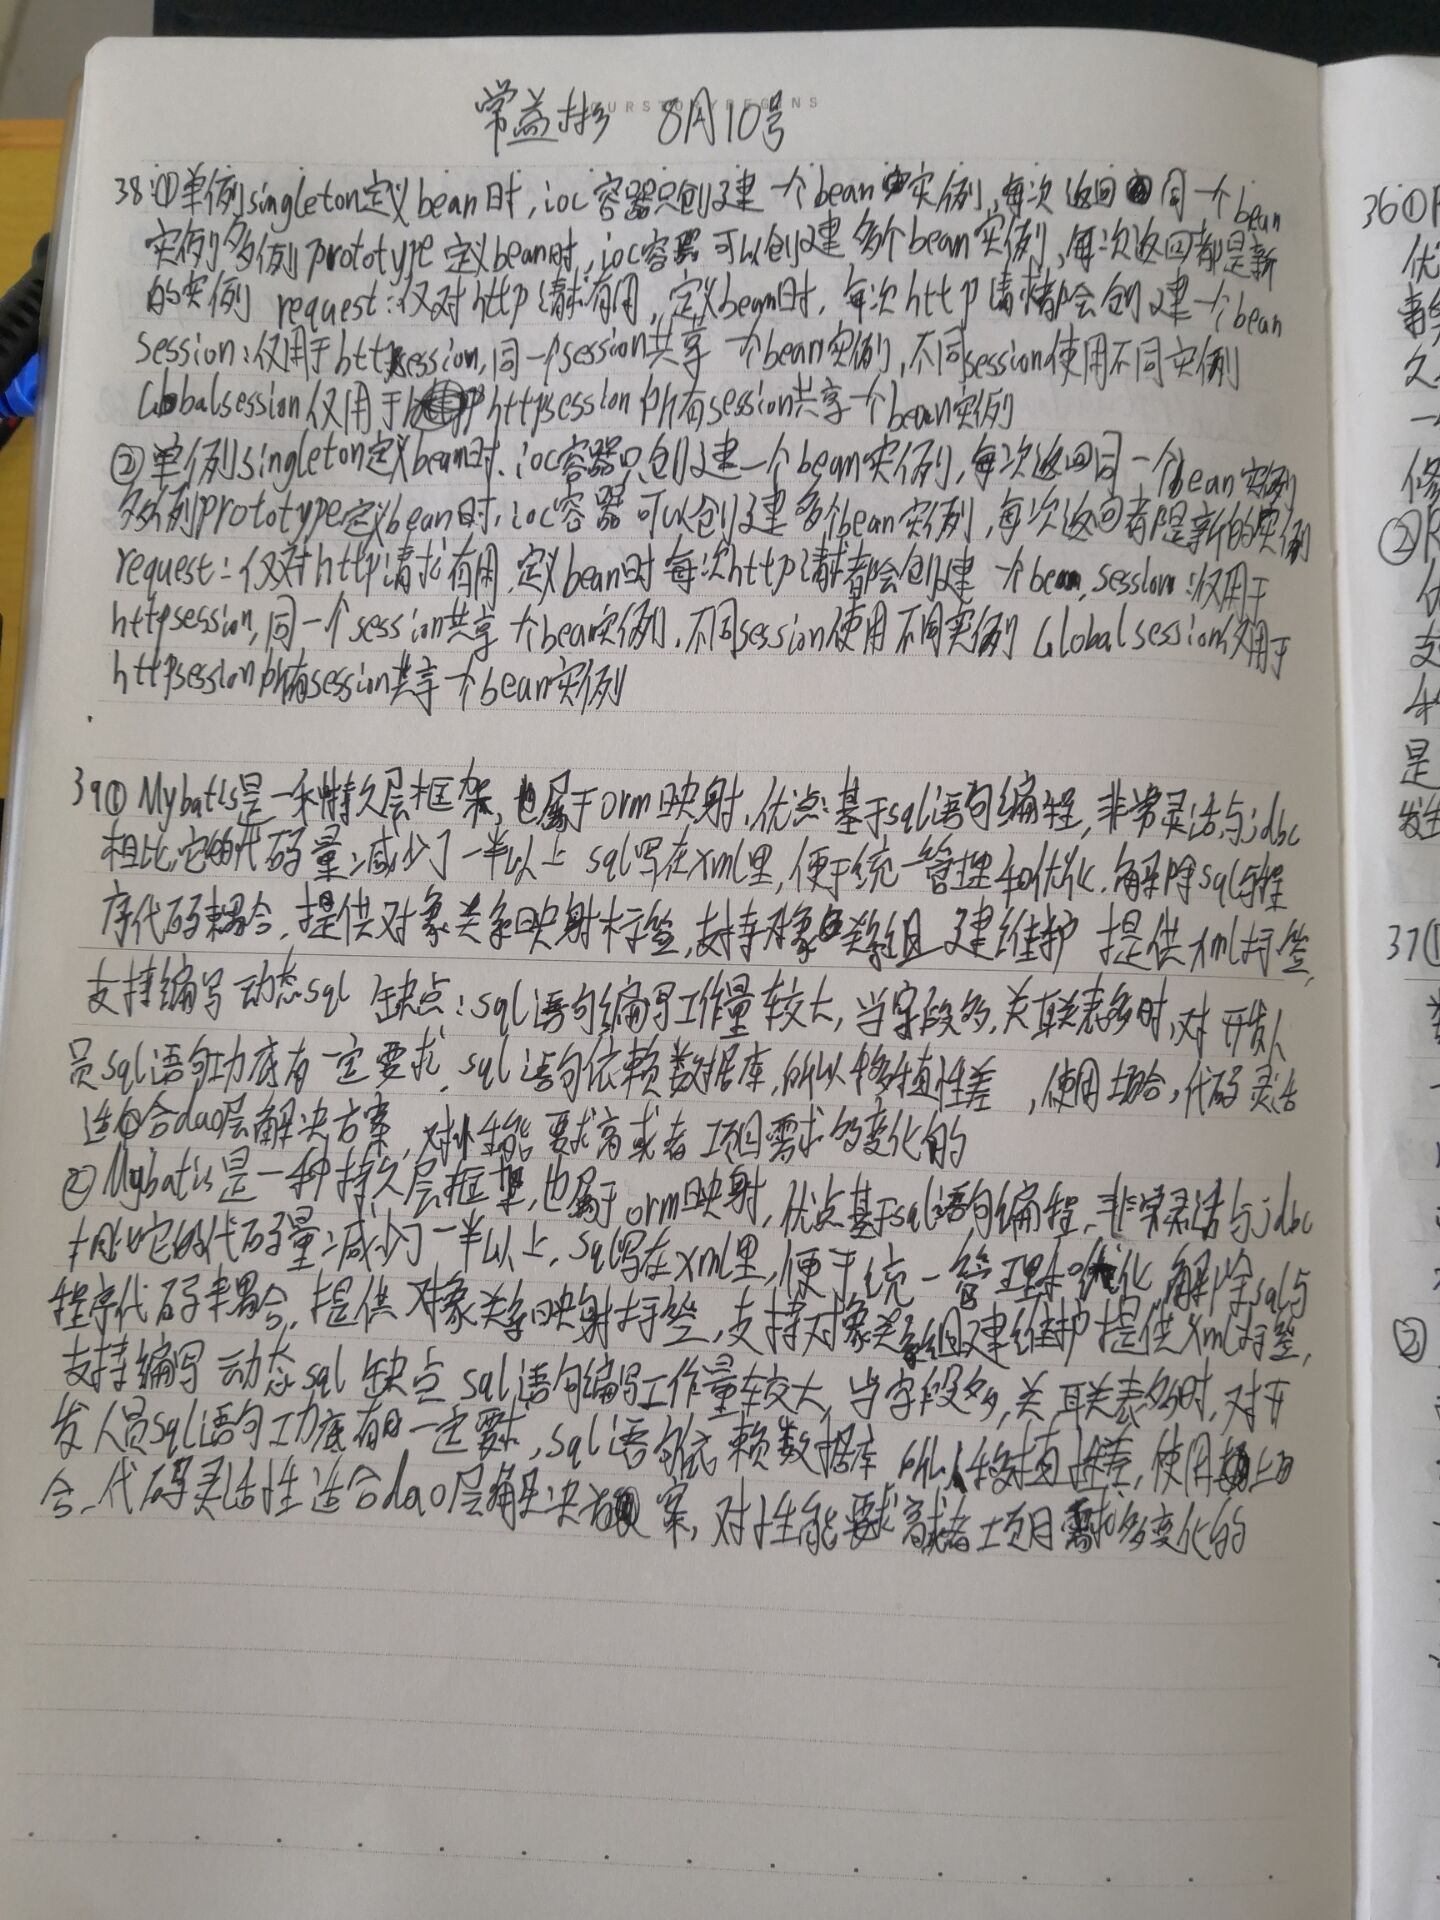 常益彬 8月10号
38①单例singleton定义bean时,ioc容器只创建一个bean实例,每次返回同一个bean
实例多例prototype定义bean时,ioc容器可以创建多个bean实例,每次返回都是新
的实例 request:仅对http请求有用,定义bean时,每次http请求都会创建一个bean
session:仅用于httpsession,同一个session共享一个bean实例,不同session使用不同实例
Globalsession仅用于httpsession所有session共享一个bean实例
②单例singleton定义bean时,ioc容器只创建一个bean实例,每次返回同一个bean实例
多例prototype定义bean时,ioc容器可以创建多个bean实例,每次返回都是新的实例
request:仅对http请求有用,定义bean时每次http请求都会创建一个bean,session:仅用于
httpsession,同一个session共享一个bean实例,不同session使用不同实例 Globalsession仅用于
httpsession所有session共享一个bean实例
39① Mybatis是一种持久层框架,也属于orm映射,优点:基于sql语句编程,非常灵活与jdbc
相比,它的代码量减少了一半以上 sql写在xml里,便于统一管理和优化,解除sql与程
序代码耦合,提供对象关系映射标签,支持对象关系组建维护 提供xml标签,
支持编写动态sql 缺点:sql语句编写工作量较大,当字段多,关联表多时,对开发人
员sql语句功底有一定要求,sql语句依赖数据库,所以移植性差,使用场合,代码灵活
适合dao层解决方案,对性能要求高或者项目需求多变化的
② Mybatis是一种持久层框架,也属于orm映射,优点基于sql语句编程,非常灵活与jdbc
相比它的代码量减少了一半以上,sql写在xml里,便于统一管理和优化,解除sql与
程序代码耦合,提供对象关系映射标签,支持对象关系组建维护提供xml标签,
支持编写动态sql 缺点 sql语句编写工作量较大,当字段多,关联表多时,对开
发人员sql语句功底有一定要求,sql语句依赖数据库 所以移植性差,使用场
合,代码灵活性适合dao层解决方案,对性能要求高或者项目需求多变化的
36①
②
37①
②